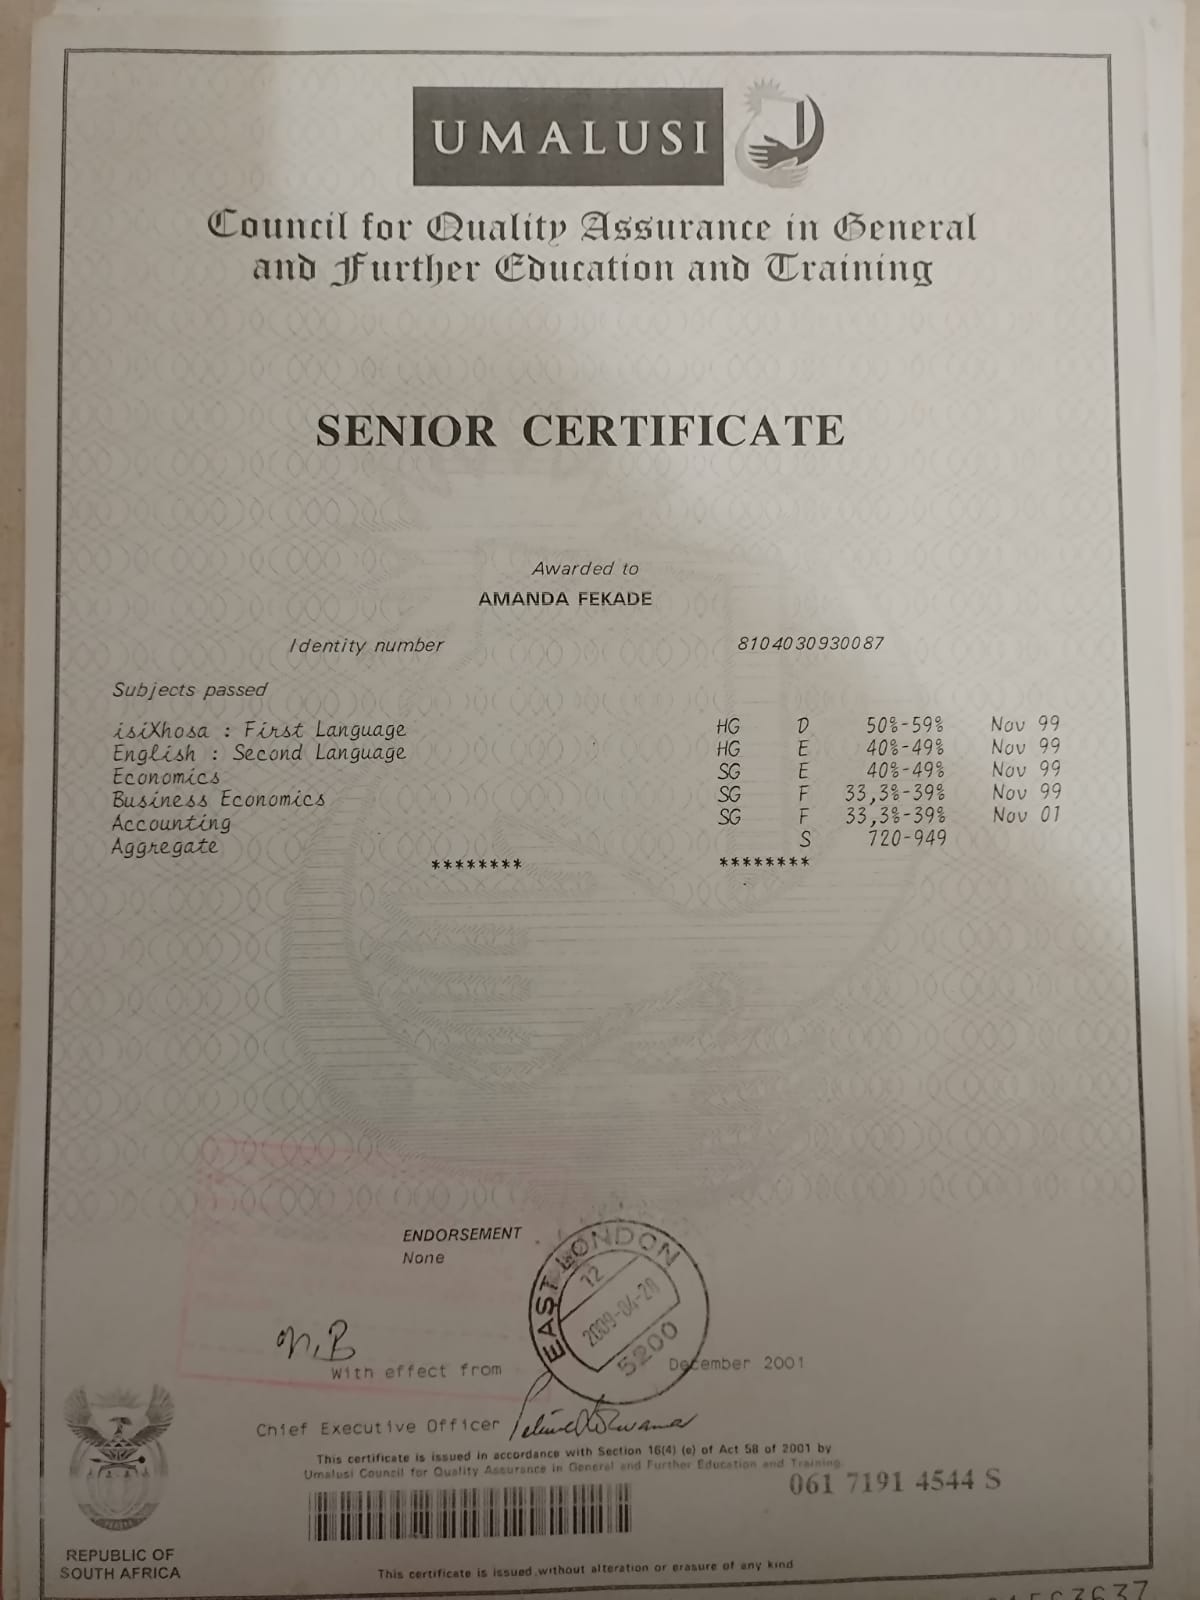 UMALUSI
Council for Quality Assurance in General
and Further Education and Training
SENIOR CERTIFICATE
Awarded to
AMANDA FEKADE
Identity number 8104030930087
Subjects passed
isiXhosa : First Language HG D 50%-59% Nov 99
English : Second Language HG E 40%-49% Nov 99
Economics SG E 40%-49% Nov 99
Business Economics SG F 33,3%-39% Nov 99
Accounting SG F 33,3%-39% Nov 01
Aggregate S 720-949
******** ********
ENDORSEMENT
None
EAST LONDON
12
2009-04-28
5200
N.B
With effect from December 2001
Chief Executive Officer
This certificate is issued in accordance with Section 16(4) (e) of Act 58 of 2001 by
Umalusi Council for Quality Assurance in General and Further Education and Training.
061 7191 4544 S
REPUBLIC OF
SOUTH AFRICA
This certificate is issued without alteration or erasure of any kind